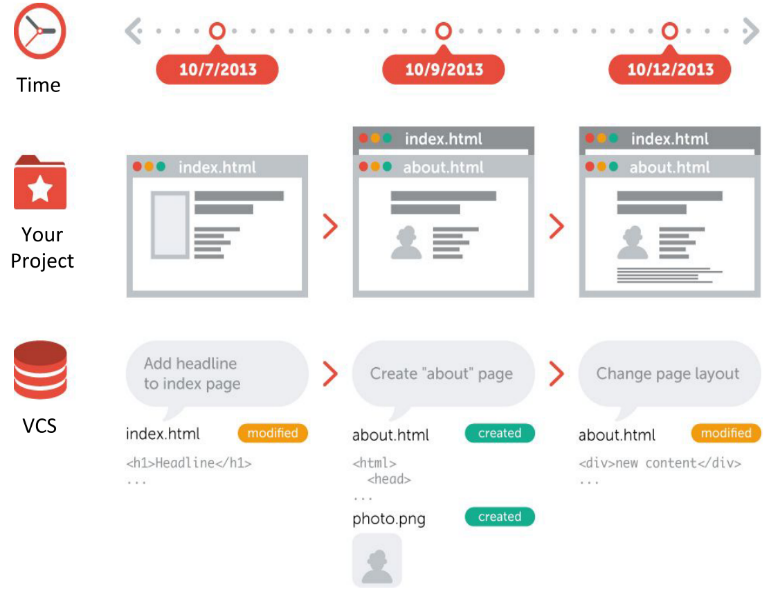 Time
10/7/2013
10/9/2013
10/12/2013
Your
Project
index.html
index.html
about.html
index.html
about.html
VCS
Add headline
to index page
Create "about" page
Change page layout
index.html modified
<h1>Headline</h1>
...
about.html created
<html>
<head>
...
photo.png created
about.html modified
<div>new content</div>
...